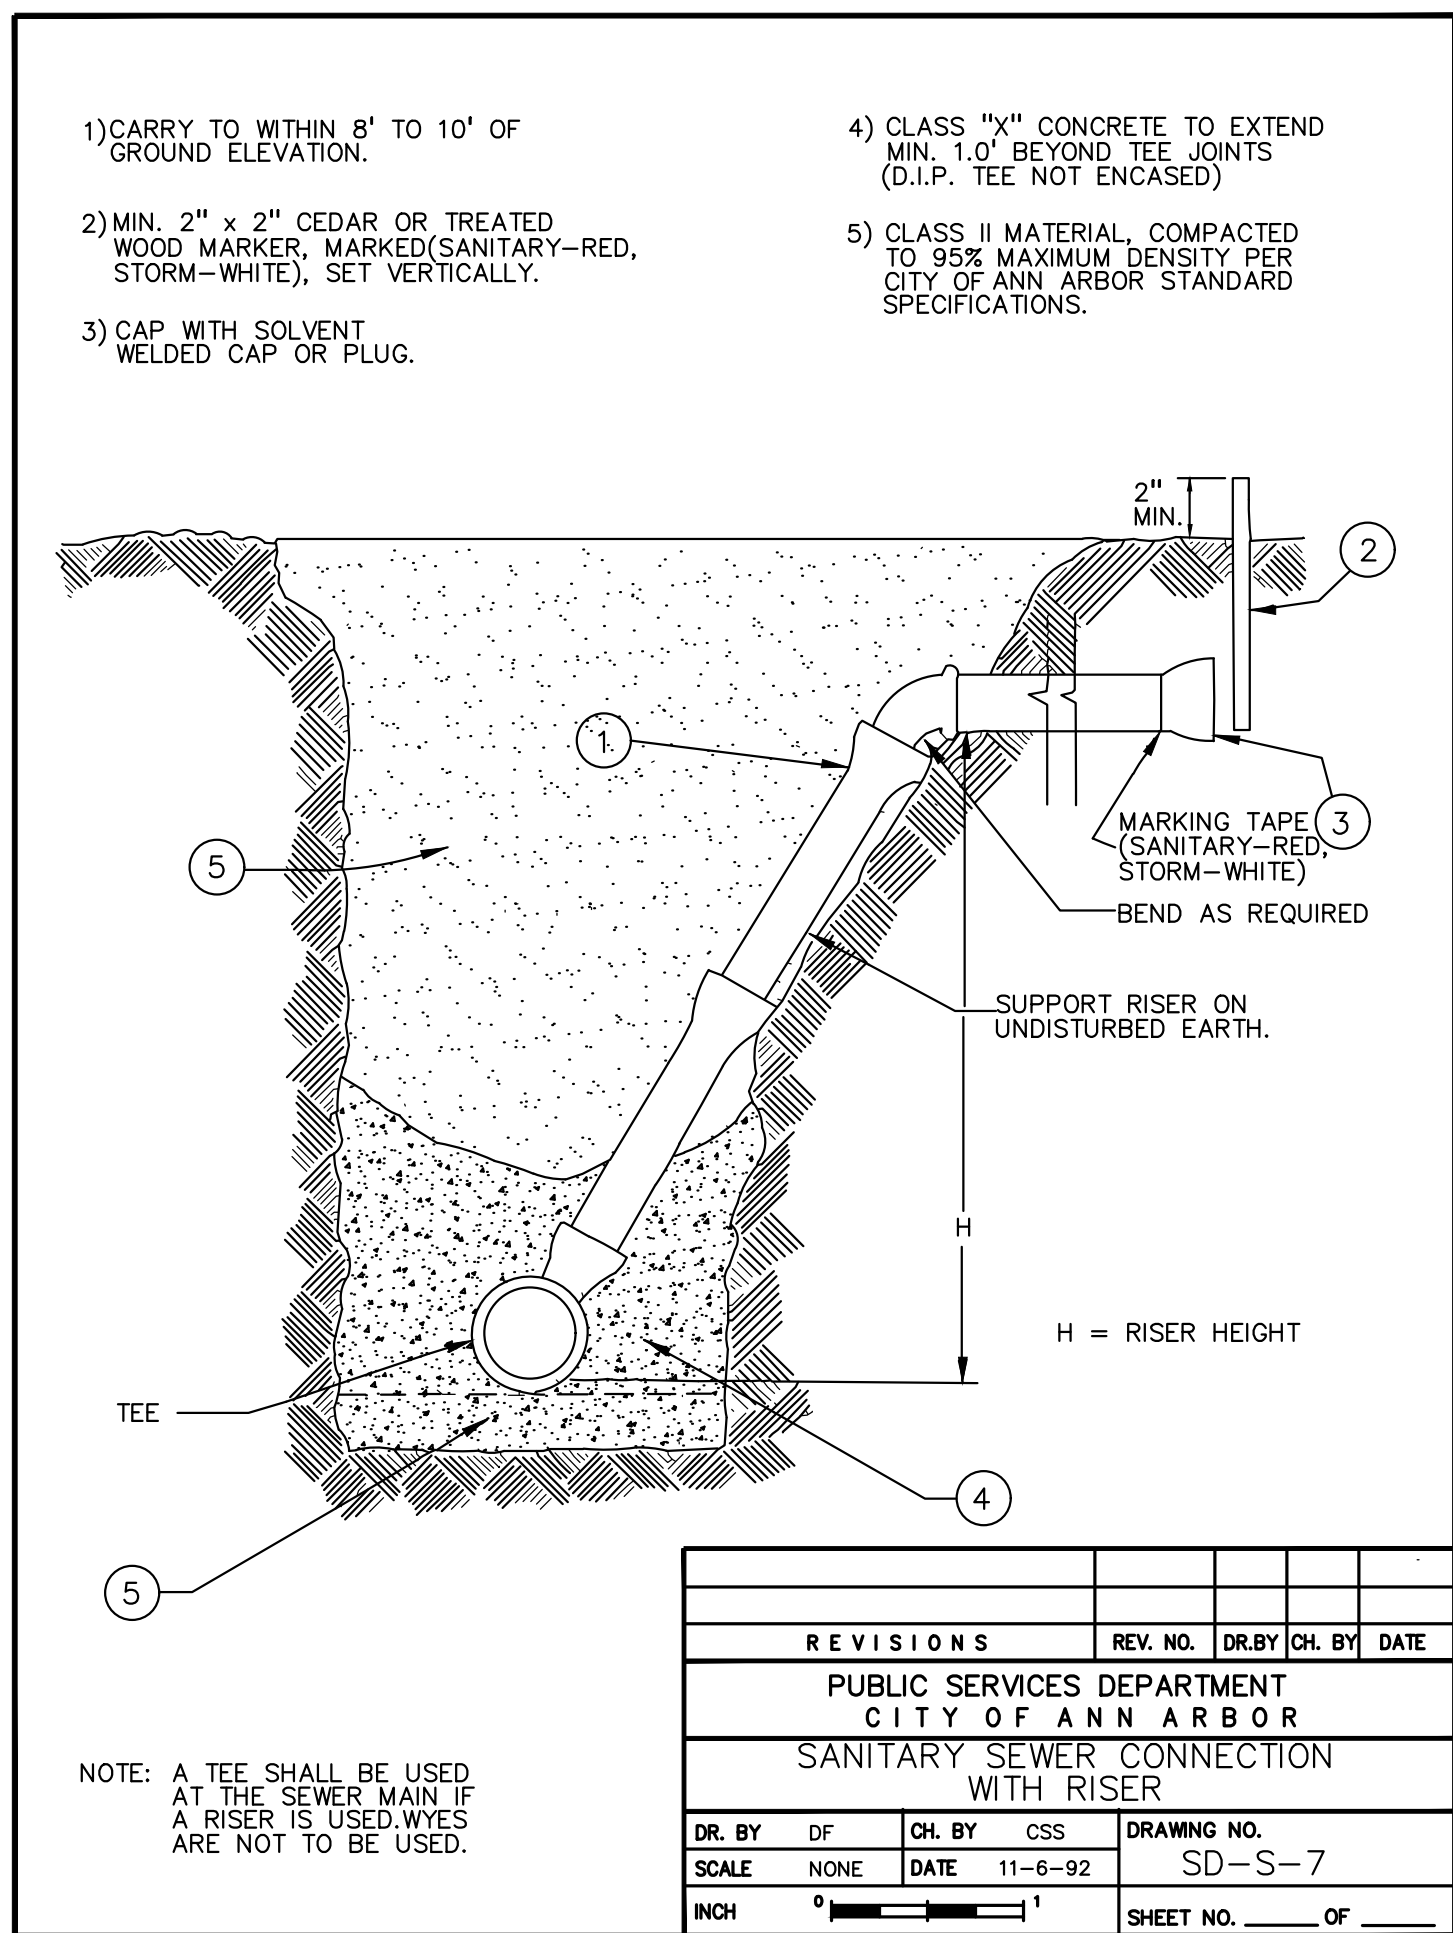 1) CARRY TO WITHIN 8' TO 10' OF
GROUND ELEVATION.
2) MIN. 2" x 2" CEDAR OR TREATED
WOOD MARKER, MARKED(SANITARY-RED,
STORM-WHITE), SET VERTICALLY.
3) CAP WITH SOLVENT
WELDED CAP OR PLUG.
4) CLASS "X" CONCRETE TO EXTEND
MIN. 1.0' BEYOND TEE JOINTS
(D.I.P. TEE NOT ENCASED)
5) CLASS II MATERIAL, COMPACTED
TO 95% MAXIMUM DENSITY PER
CITY OF ANN ARBOR STANDARD
SPECIFICATIONS.
2"
MIN.
2
1
3
5
MARKING TAPE
(SANITARY-RED,
STORM-WHITE)
BEND AS REQUIRED
SUPPORT RISER ON
UNDISTURBED EARTH.
H
H = RISER HEIGHT
TEE
4
5
NOTE: A TEE SHALL BE USED
AT THE SEWER MAIN IF
A RISER IS USED.WYES
ARE NOT TO BE USED.
REVISIONS REV. NO. DR.BY CH. BY DATE
PUBLIC SERVICES DEPARTMENT
CITY OF ANN ARBOR
SANITARY SEWER CONNECTION
WITH RISER
DR. BY DF CH. BY CSS DRAWING NO.
SCALE NONE DATE 11-6-92 SD-S-7
INCH 0 1 SHEET NO. ______ OF ______